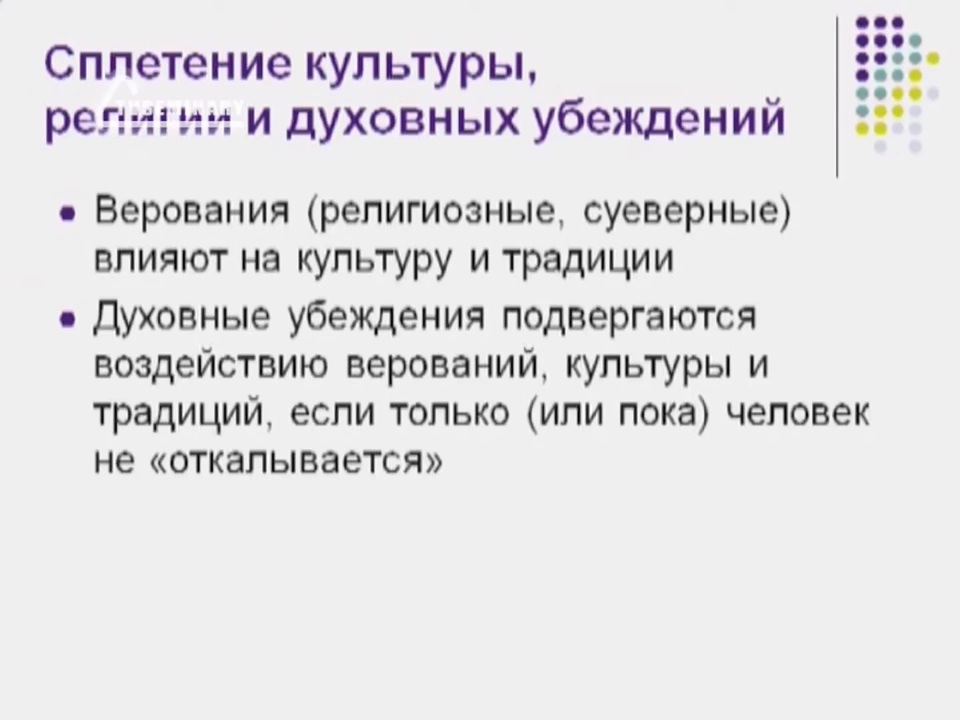 Сплетение культуры,
религии и духовных убеждений
Верования (религиозные, суеверные)
влияют на культуру и традиции
Духовные убеждения подвергаются
воздействию верований, культуры и
традиций, если только (или пока) человек
не «откалывается»